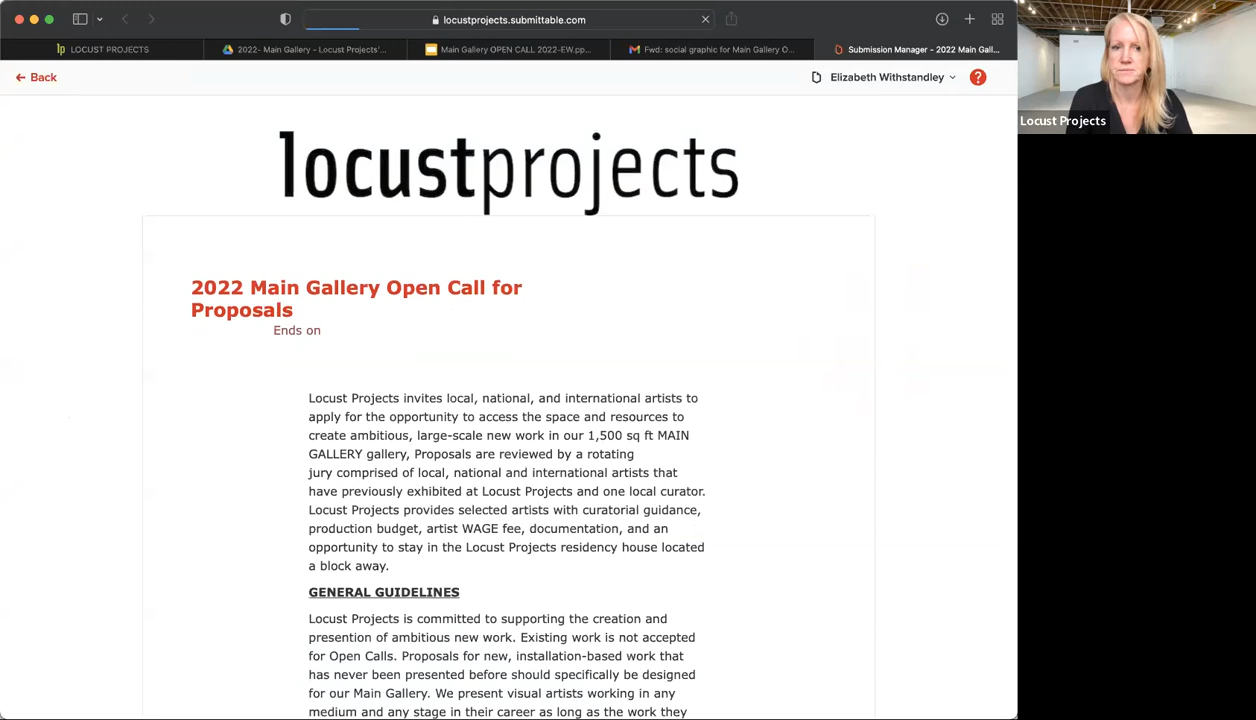 locustprojects.submittable.com
LOCUST PROJECTS
2022- Main Gallery - Locust Projects'...
Main Gallery OPEN CALL 2022-EW.pp...
Fwd: social graphic for Main Gallery O...
Submission Manager - 2022 Main Gall...
Back
Elizabeth Withstandley
?
Locust Projects
locustprojects
2022 Main Gallery Open Call for
Proposals
Ends on
Locust Projects invites local, national, and international artists to
apply for the opportunity to access the space and resources to
create ambitious, large-scale new work in our 1,500 sq ft MAIN
GALLERY gallery, Proposals are reviewed by a rotating
jury comprised of local, national and international artists that
have previously exhibited at Locust Projects and one local curator.
Locust Projects provides selected artists with curatorial guidance,
production budget, artist WAGE fee, documentation, and an
opportunity to stay in the Locust Projects residency house located
a block away.
GENERAL GUIDELINES
Locust Projects is committed to supporting the creation and
presention of ambitious new work. Existing work is not accepted
for Open Calls. Proposals for new, installation-based work that
has never been presented before should specifically be designed
for our Main Gallery. We present visual artists working in any
medium and any stage in their career as long as the work they